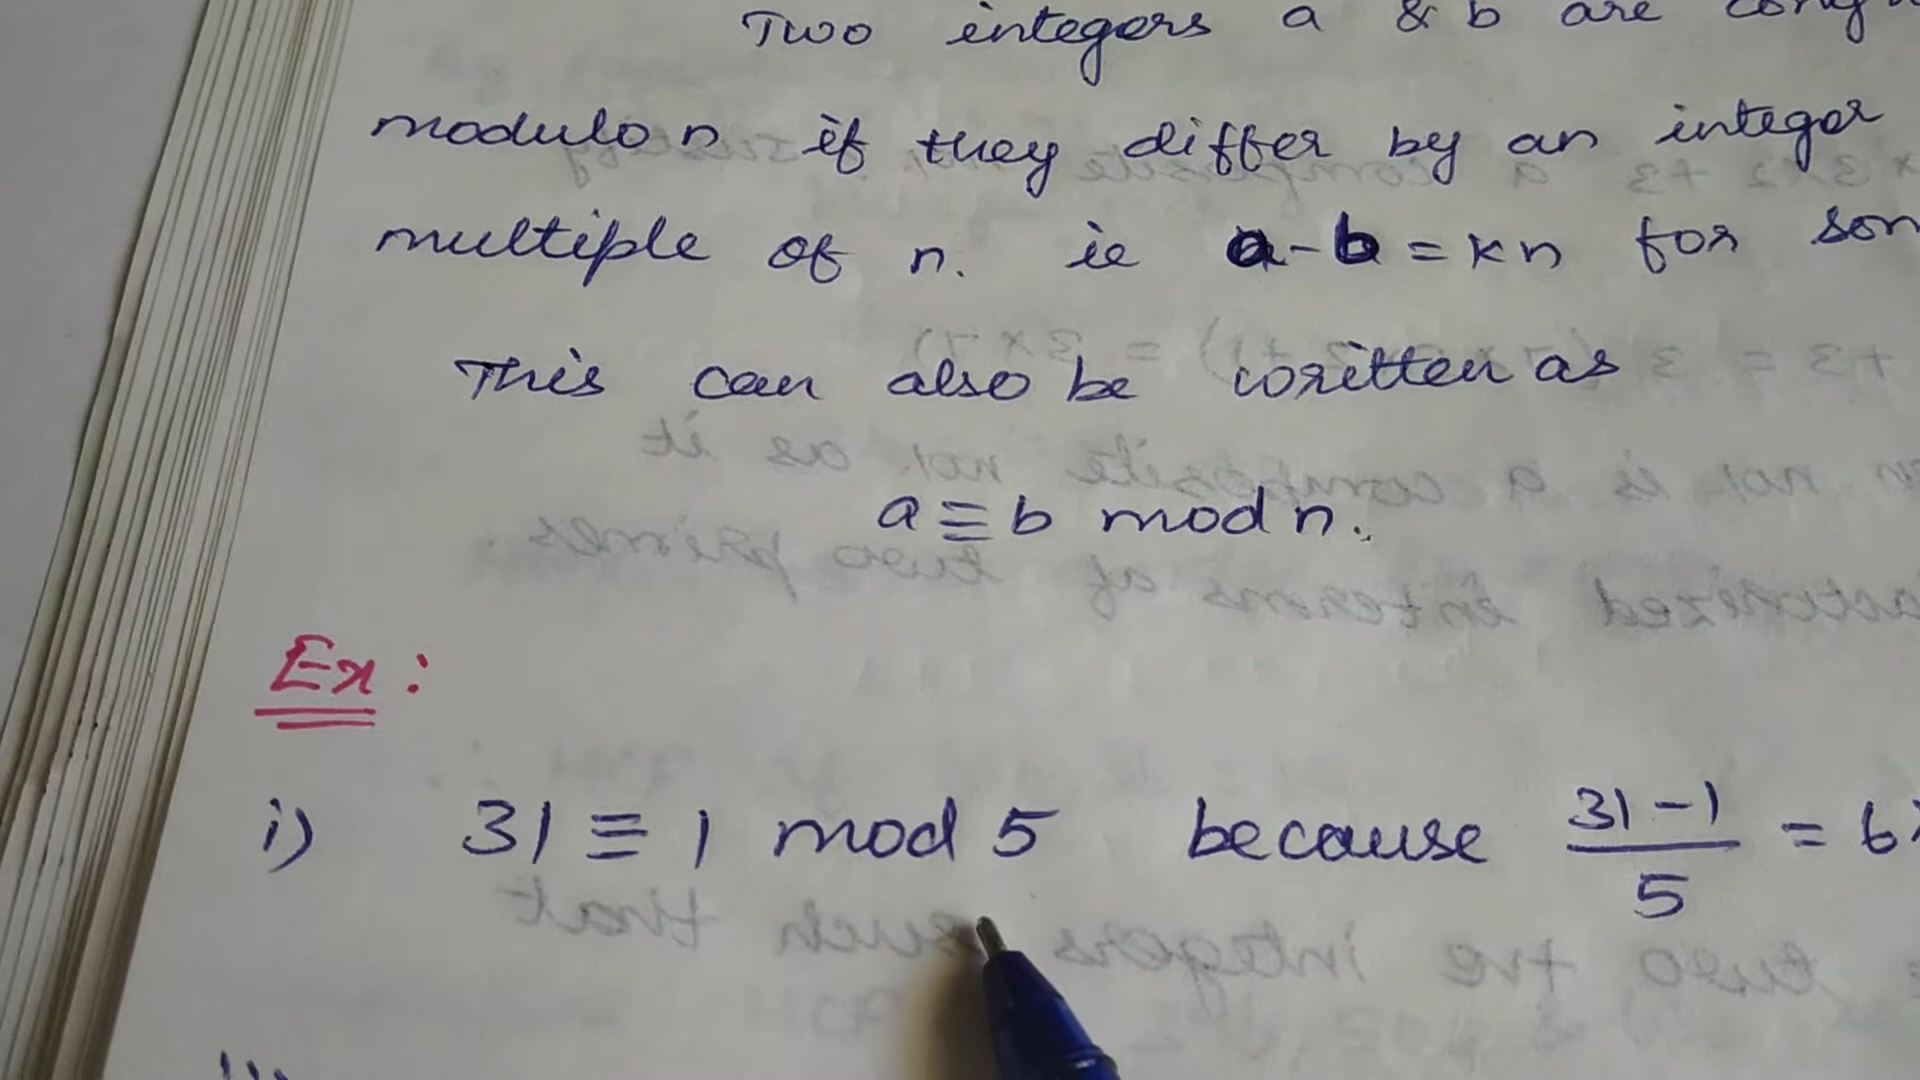 Two integers a & b are
modulo n if they differ by an integer
multiple of n. ie a-b = kn for
This can also be written as
a ≡ b mod n.
Ex:
i) 31 ≡ 1 mod 5 because \frac{31-1}{5} = 6